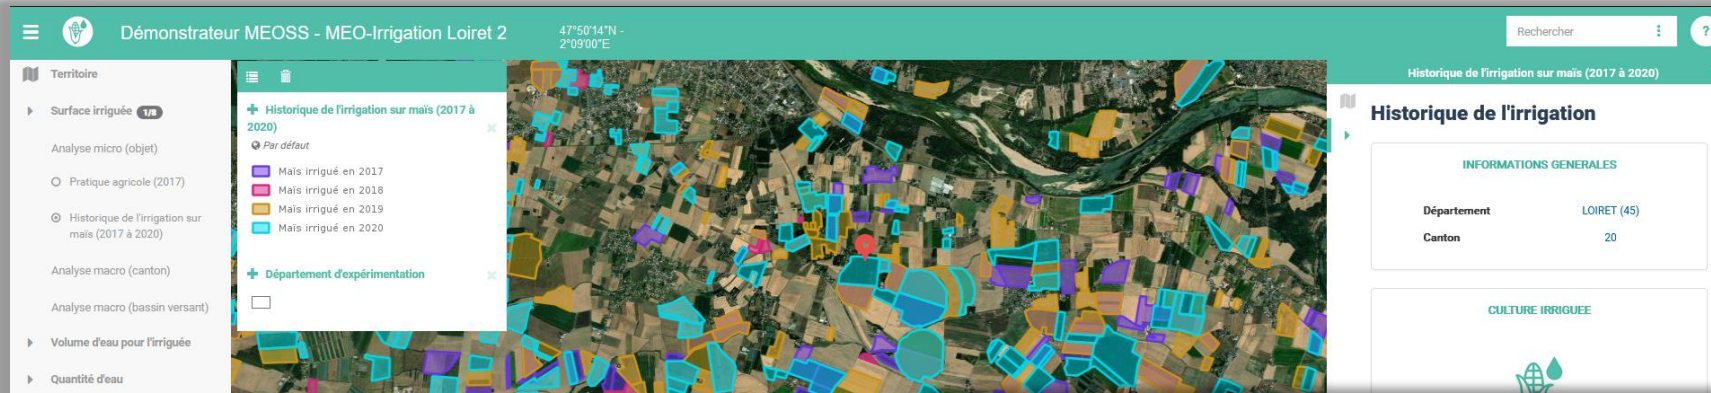 Démonstrateur MEOSS - MEO-Irrigation Loiret 2
47°50'14"N -
2°09'00"E
Rechercher
?
Territoire
Surface irriguée 1/8
Analyse micro (objet)
Pratique agricole (2017)
Historique de l'irrigation sur
maïs (2017 à 2020)
Analyse macro (canton)
Analyse macro (bassin versant)
Volume d'eau pour l'irriguée
Quantité d'eau
Historique de l'irrigation sur maïs (2017 à
2020)
Par défaut
Maïs irrigué en 2017
Maïs irrigué en 2018
Maïs irrigué en 2019
Maïs irrigué en 2020
Département d'expérimentation
Historique de l'irrigation sur maïs (2017 à 2020)
Historique de l'irrigation
INFORMATIONS GENERALES
Département LOIRET (45)
Canton 20
CULTURE IRRIGUEE